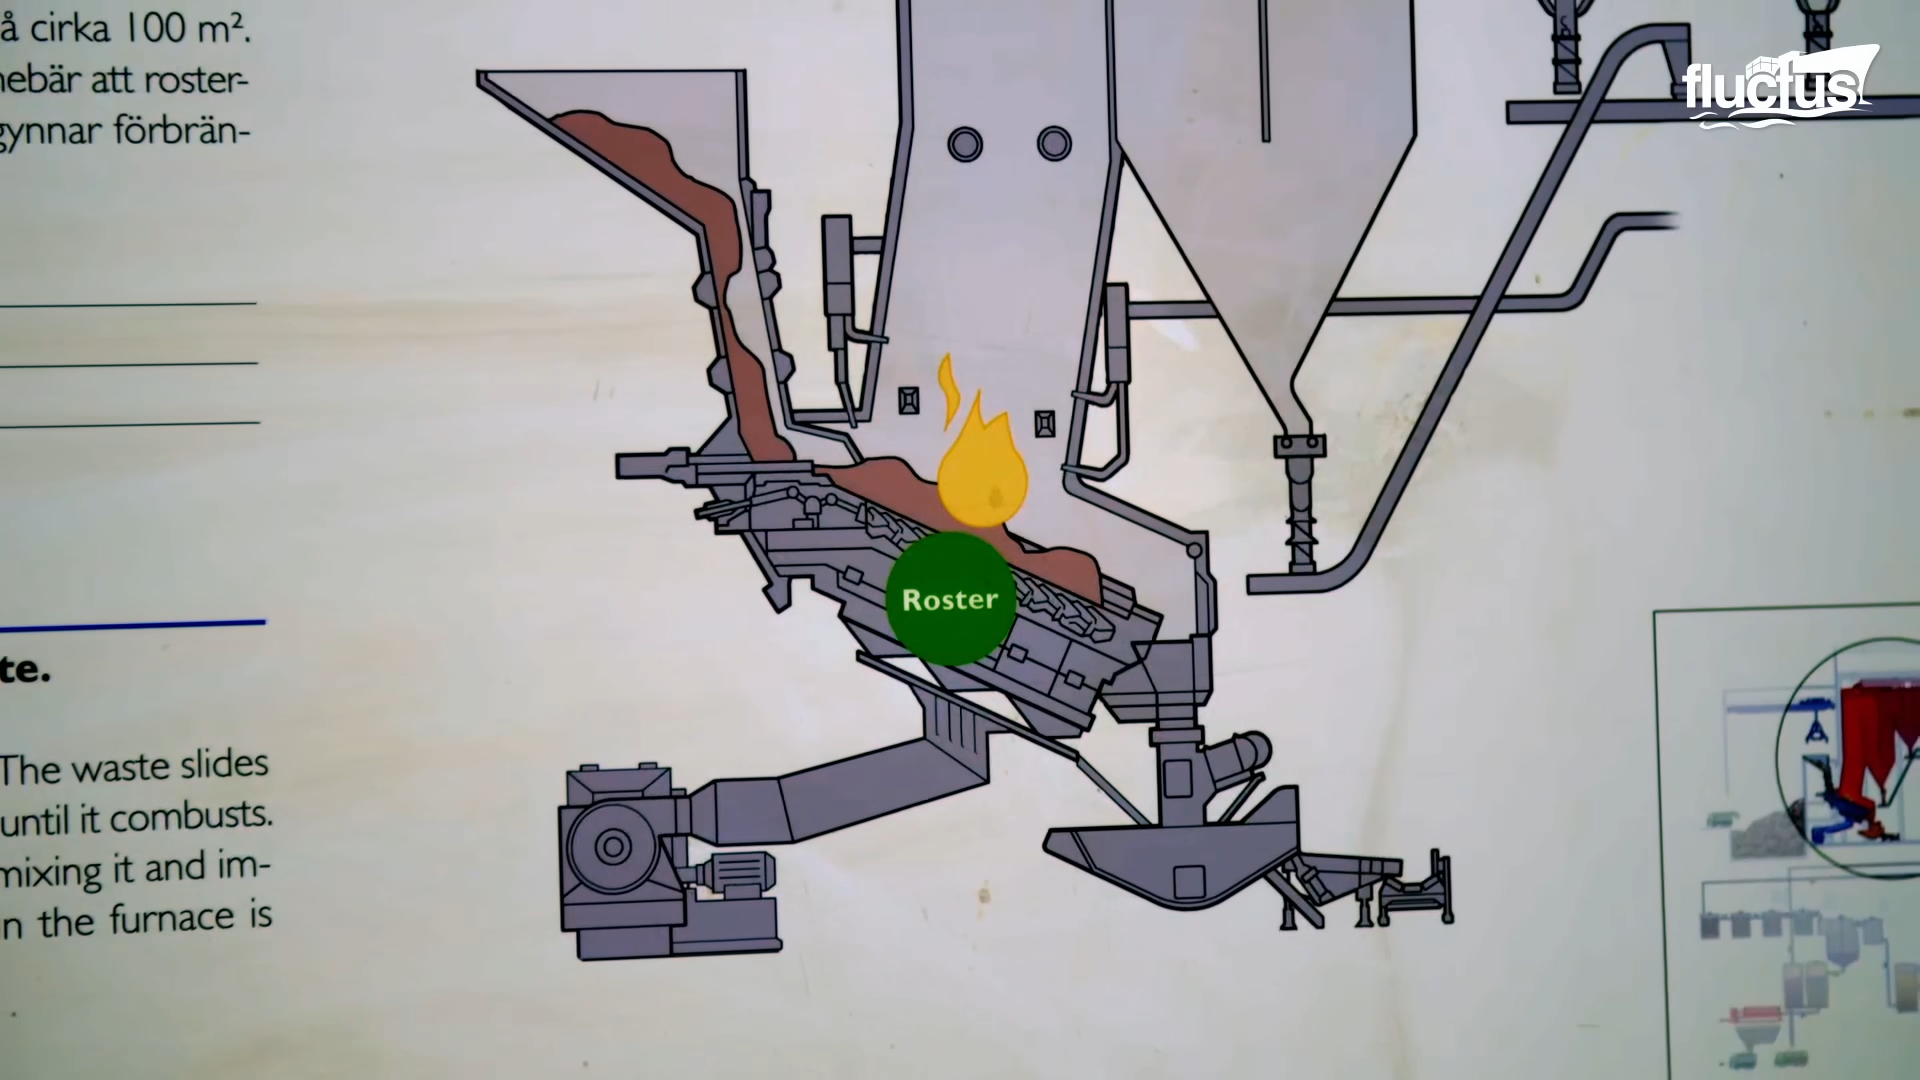 å cirka 100 m².
nebär att roster-
gynnar förbrän-
fluctus
Roster
te.
The waste slides
until it combusts.
mixing it and im-
n the furnace is